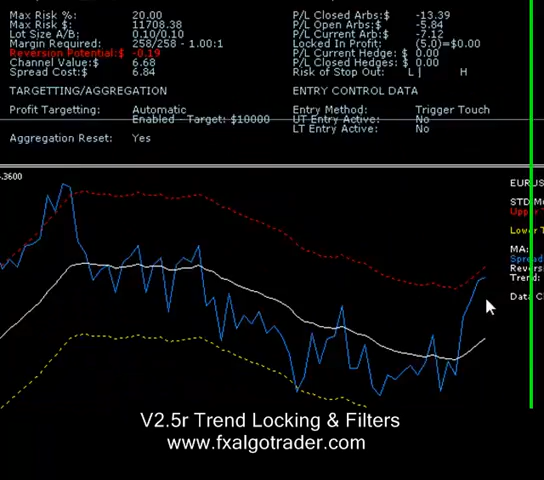 Max Risk %: 20.00 P/L Closed Arbs:$ -13.39
Max Risk $: 11708.38 P/L Open Arbs:$ -5.84
Lot Size A/B: 0.10/0.10 P/L Current Arb:$ -7.12
Margin Required: 258/258 - 1.00:1 Locked In Profit: (5.0)=$0.00
Reversion Potential:$ -0.19 P/L Current Hedge:$ 0.00
Channel Value:$ 6.68 P/L Closed Hedges:$ 0.00
Spread Cost:$ 6.84 Risk of Stop Out: L | H
TARGETTING/AGGREGATION ENTRY CONTROL DATA
Profit Targetting: Automatic Entry Method: Trigger Touch
Enabled - Target: $10000 UT Entry Active: No
LT Entry Active: No
Aggregation Reset: Yes
.3600
EURUS
STD M
Upper T
Lower T
MA:
Spread
Revers
Trend:
Data C
V2.5r Trend Locking & Filters
www.fxalgotrader.com